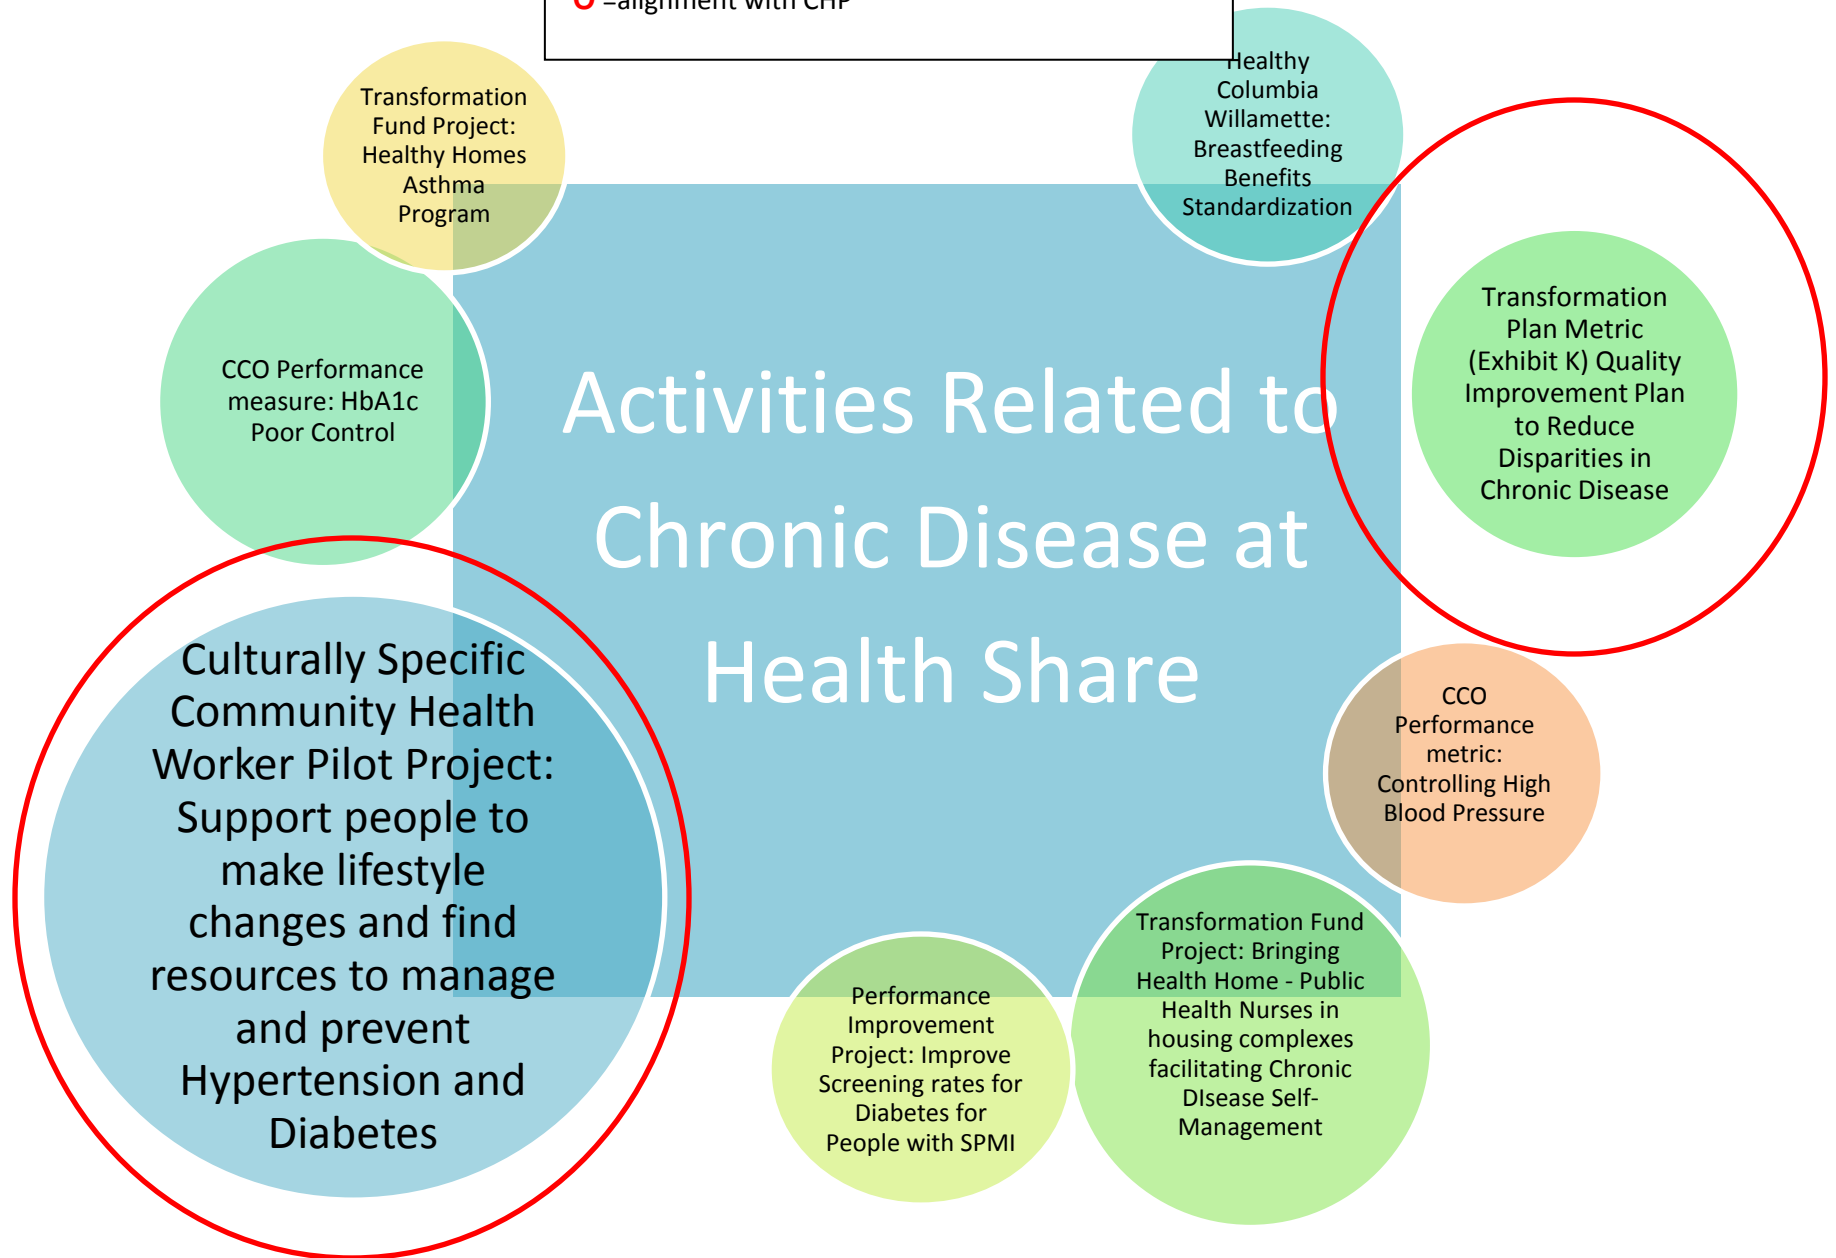 O =alignment with CHP
Transformation
Fund Project:
Healthy Homes
Asthma
Program
Healthy
Columbia
Willamette:
Breastfeeding
Benefits
Standardization
CCO Performance
measure: HbA1c
Poor Control
Activities Related to
Chronic Disease at
Health Share
Transformation
Plan Metric
(Exhibit K) Quality
Improvement Plan
to Reduce
Disparities in
Chronic Disease
Culturally Specific
Community Health
Worker Pilot Project:
Support people to
make lifestyle
changes and find
resources to manage
and prevent
Hypertension and
Diabetes
CCO
Performance
metric:
Controlling High
Blood Pressure
Performance
Improvement
Project: Improve
Screening rates for
Diabetes for
People with SPMI
Transformation Fund
Project: Bringing
Health Home - Public
Health Nurses in
housing complexes
facilitating Chronic
DIsease Self-
Management